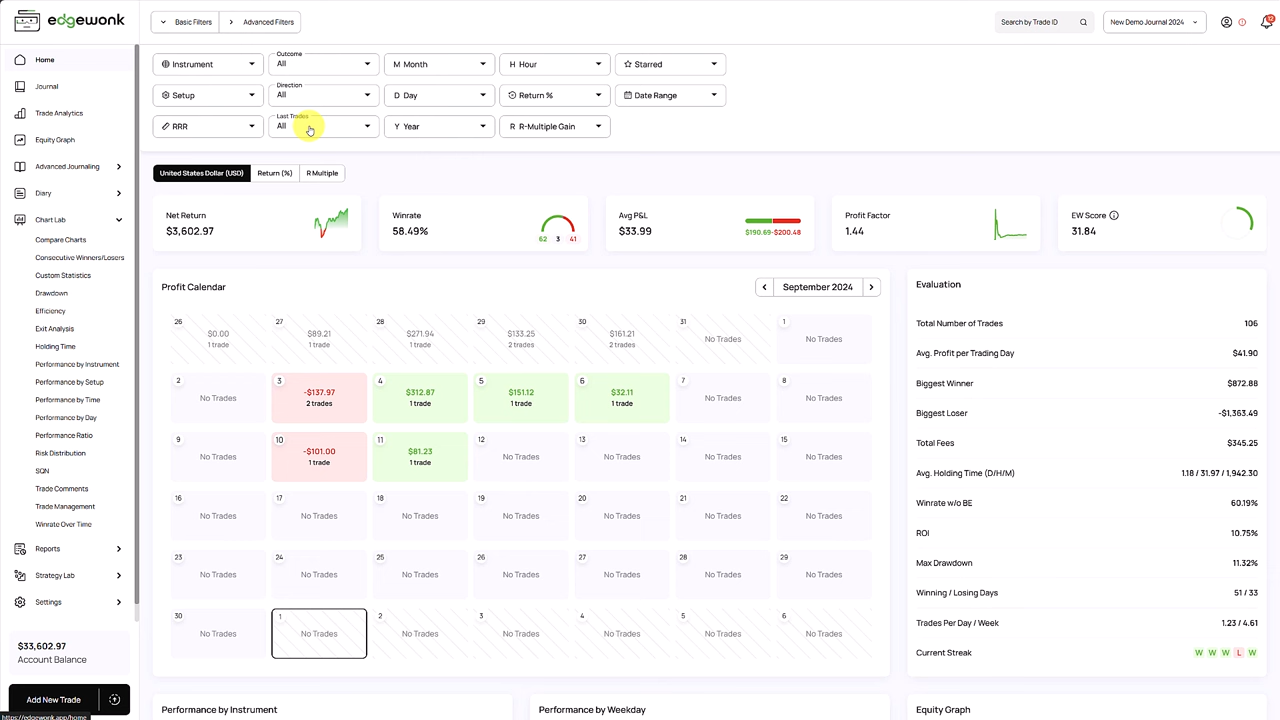 edgewonk
Basic Filters
Advanced Filters
Search by Trade ID
New Demo Journal 2024
12
Home
Journal
Trade Analytics
Equity Graph
Advanced Journaling
Diary
Chart Lab
Compare Charts
Consecutive Winners/Losers
Custom Statistics
Drawdown
Efficiency
Exit Analysis
Holding Time
Performance by Instrument
Performance by Setup
Performance by Time
Performance by Day
Performance Ratio
Risk Distribution
SQN
Trade Comments
Trade Management
Winrate Over Time
Reports
Strategy Lab
Settings
$33,602.97
Account Balance
Add New Trade
https://edgewonk.app/home
Instrument
Outcome
All
M Month
H Hour
Starred
Setup
Direction
All
D Day
Return %
Date Range
RRR
Last Trades
All
Y Year
R R-Multiple Gain
United States Dollar (USD)
Return (%)
R Multiple
Net Return
$3,602.97
Winrate
58.49%
62 3 41
Avg P&L
$33.99
$190.69 -$200.48
Profit Factor
1.44
EW Score
31.84
Profit Calendar
September 2024
26 $0.00 1 trade
27 $89.21 1 trade
28 $271.94 1 trade
29 $133.25 2 trades
30 $161.21 2 trades
31 No Trades
1 No Trades
2 No Trades
3 -$137.97 2 trades
4 $312.87 1 trade
5 $151.12 1 trade
6 $32.11 1 trade
7 No Trades
8 No Trades
9 No Trades
10 -$101.00 1 trade
11 $81.23 1 trade
12 No Trades
13 No Trades
14 No Trades
15 No Trades
16 No Trades
17 No Trades
18 No Trades
19 No Trades
20 No Trades
21 No Trades
22 No Trades
23 No Trades
24 No Trades
25 No Trades
26 No Trades
27 No Trades
28 No Trades
29 No Trades
30 No Trades
1 No Trades
2 No Trades
3 No Trades
4 No Trades
5 No Trades
6 No Trades
Evaluation
Total Number of Trades 106
Avg. Profit per Trading Day $41.90
Biggest Winner $872.88
Biggest Loser -$1,363.49
Total Fees $345.25
Avg. Holding Time (D/H/M) 1.18 / 31.97 / 1,942.30
Winrate w/o BE 60.19%
ROI 10.75%
Max Drawdown 11.32%
Winning / Losing Days 51 / 33
Trades Per Day / Week 1.23 / 4.61
Current Streak W W W L W
Performance by Instrument
Performance by Weekday
Equity Graph